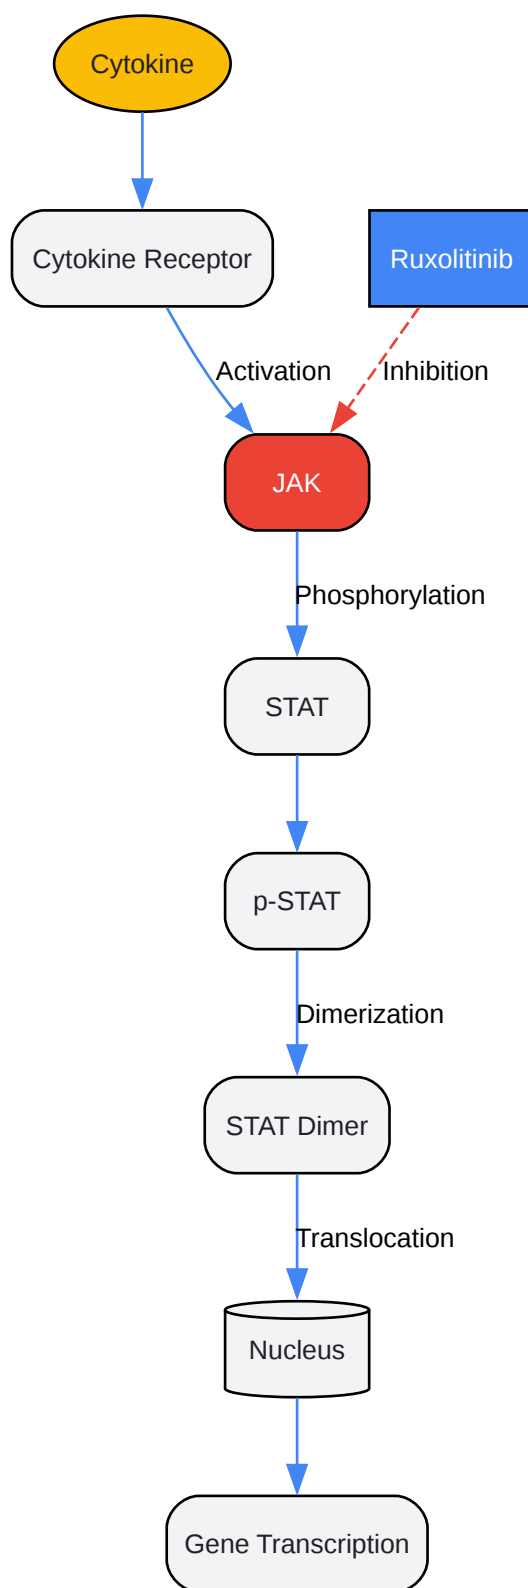 Cytokine
Cytokine Receptor
Ruxolitinib
Activation
Inhibition
JAK
Phosphorylation
STAT
p-STAT
Dimerization
STAT Dimer
Translocation
Nucleus
Gene Transcription